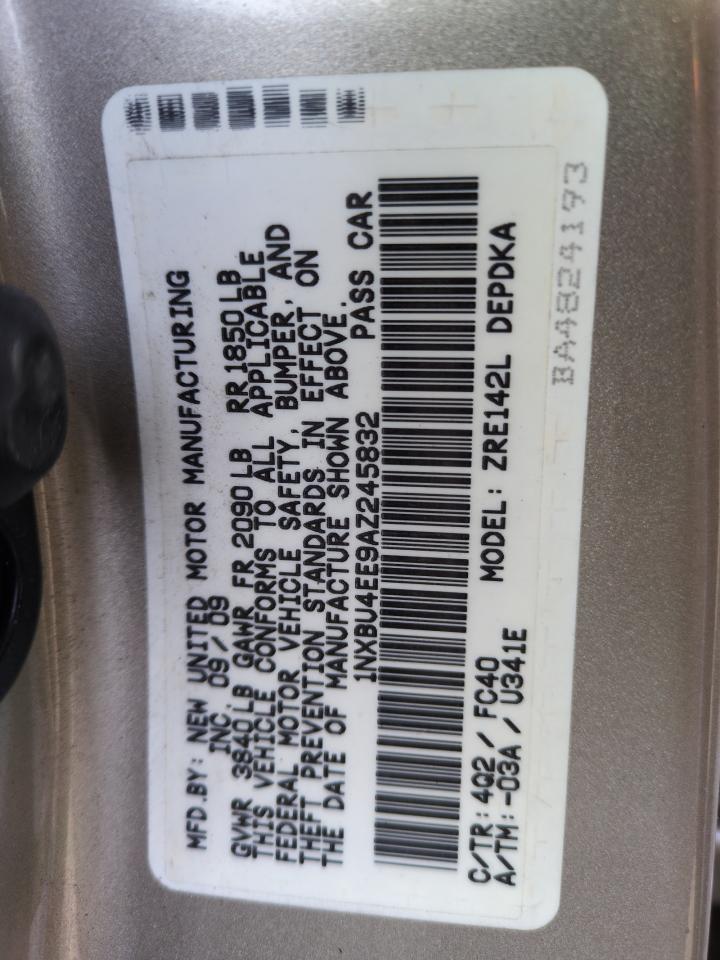 MFD.BY: NEW UNITED MOTOR MANUFACTURING
INC. 09/09
GVWR 3840LB GAWR FR 2090LB RR1850LB
THIS VEHICLE CONFORMS TO ALL APPLICABLE
FEDERAL MOTOR VEHICLE SAFETY, BUMPER, AND
THEFT PREVENTION STANDARDS IN EFFECT ON
THE DATE OF MANUFACTURE SHOWN ABOVE.
1NXBU4EE9AZ245832 PASS CAR
C/TR: 4Q2 / FC40 MODEL: ZRE142L DEPDKA
A/TM: -03A / U341E
BA4824193